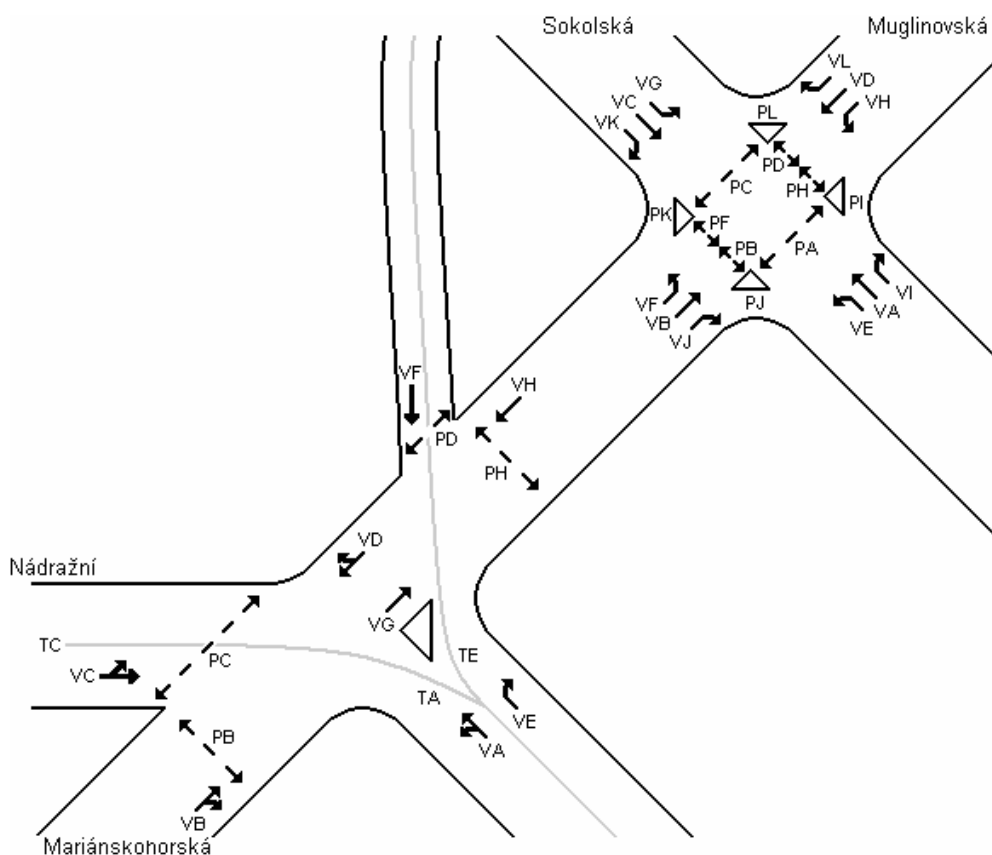 Sokolská
Muglinovská
VG
VC
VK
VL
VD
VH
PL
PD
PC
PH
PK
PI
PF
PB
PA
VF
VB
VJ
PJ
VI
VA
VE
VF
VH
PD
PH
VD
Nádražní
VG
TC
PC
TE
VC
TA
VE
PB
VA
VB
Mariánskohorská